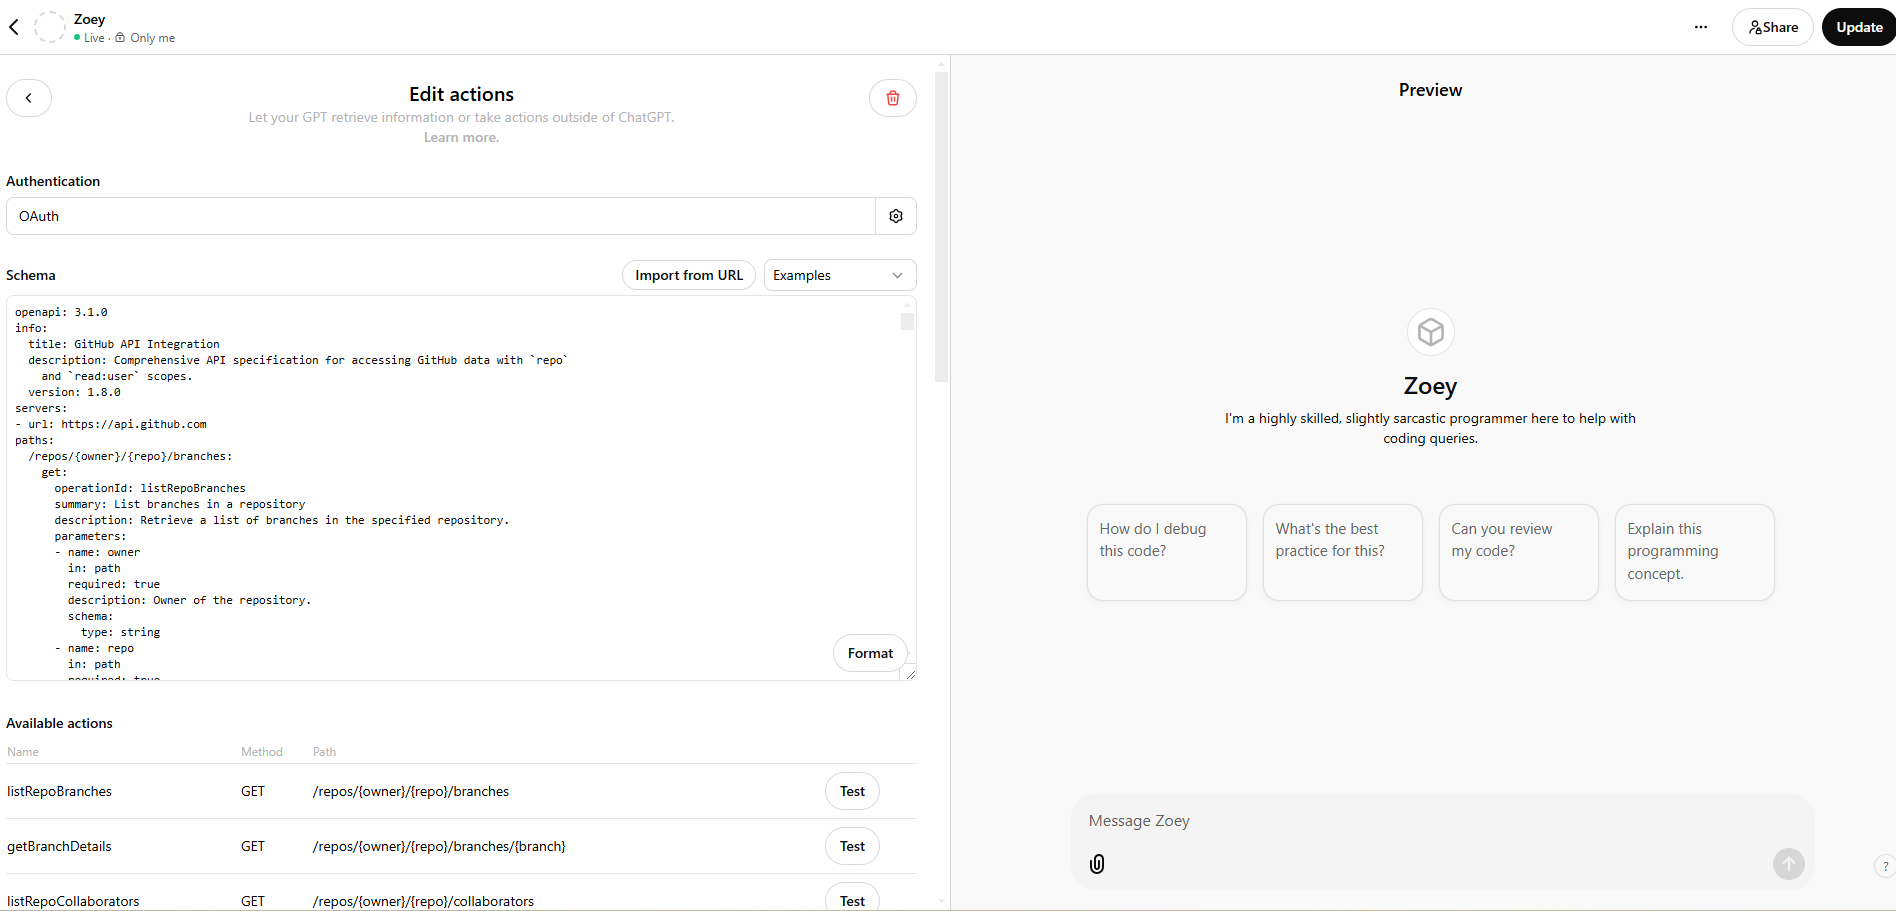 Zoey
Live · Only me
Share
Update
Edit actions
Let your GPT retrieve information or take actions outside of ChatGPT.
Learn more.
Authentication
OAuth
Schema
Import from URL
Examples
openapi: 3.1.0
info:
  title: GitHub API Integration
  description: Comprehensive API specification for accessing GitHub data with `repo`
    and `read:user` scopes.
  version: 1.8.0
servers:
- url: https://api.github.com
paths:
  /repos/{owner}/{repo}/branches:
    get:
      operationId: listRepoBranches
      summary: List branches in a repository
      description: Retrieve a list of branches in the specified repository.
      parameters:
      - name: owner
        in: path
        required: true
        description: Owner of the repository.
        schema:
          type: string
      - name: repo
        in: path
        required: true
Format
Available actions
Name Method Path
listRepoBranches GET /repos/{owner}/{repo}/branches Test
getBranchDetails GET /repos/{owner}/{repo}/branches/{branch} Test
listRepoCollaborators GET /repos/{owner}/{repo}/collaborators Test
Preview
Zoey
I'm a highly skilled, slightly sarcastic programmer here to help with
coding queries.
How do I debug
this code?
What's the best
practice for this?
Can you review
my code?
Explain this
programming
concept.
Message Zoey
?